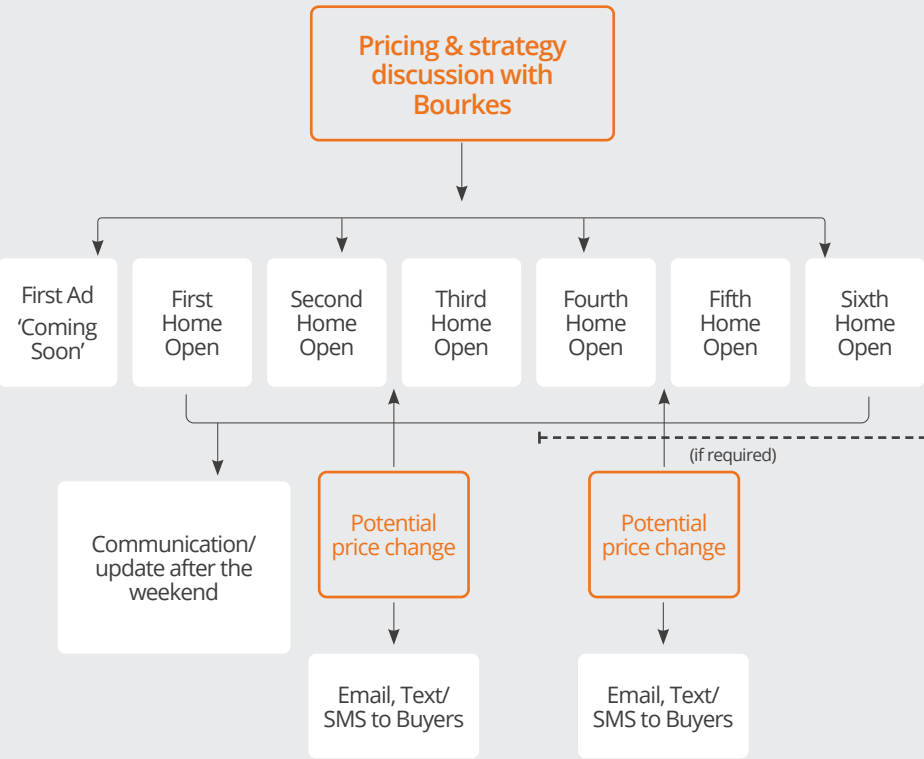 Pricing & strategy
discussion with
Bourkes
First Ad
‘Coming
Soon’
First
Home
Open
Second
Home
Open
Third
Home
Open
Fourth
Home
Open
Fifth
Home
Open
Sixth
Home
Open
(if required)
Communication/
update after the
weekend
Potential
price change
Potential
price change
Email, Text/
SMS to Buyers
Email, Text/
SMS to Buyers